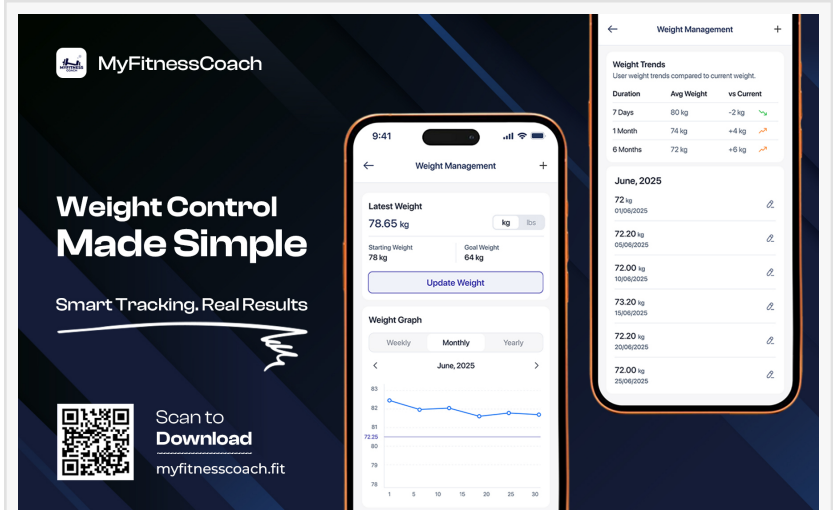 MYFITNESS
COACH
MyFitnessCoach
Weight Control
Made Simple
Smart Tracking. Real Results
Scan to
Download
myfitnesscoach.fit
9:41
Weight Management
Latest Weight
78.65 kg
kg lbs
Starting Weight Goal Weight
78 kg 64 kg
Update Weight
Weight Graph
Weekly Monthly Yearly
June, 2025
83
82
81
72.25
80
79
78
1 5 10 15 20 25 30
Weight Management
Weight Trends
User weight trends compared to current weight.
Duration Avg Weight vs Current
7 Days 80 kg -2 kg
1 Month 74 kg +4 kg
6 Months 72 kg +6 kg
June, 2025
72 kg
01/06/2025
72.20 kg
05/06/2025
72.00 kg
10/06/2025
73.20 kg
15/06/2025
72.20 kg
20/06/2025
72.00 kg
25/06/2025